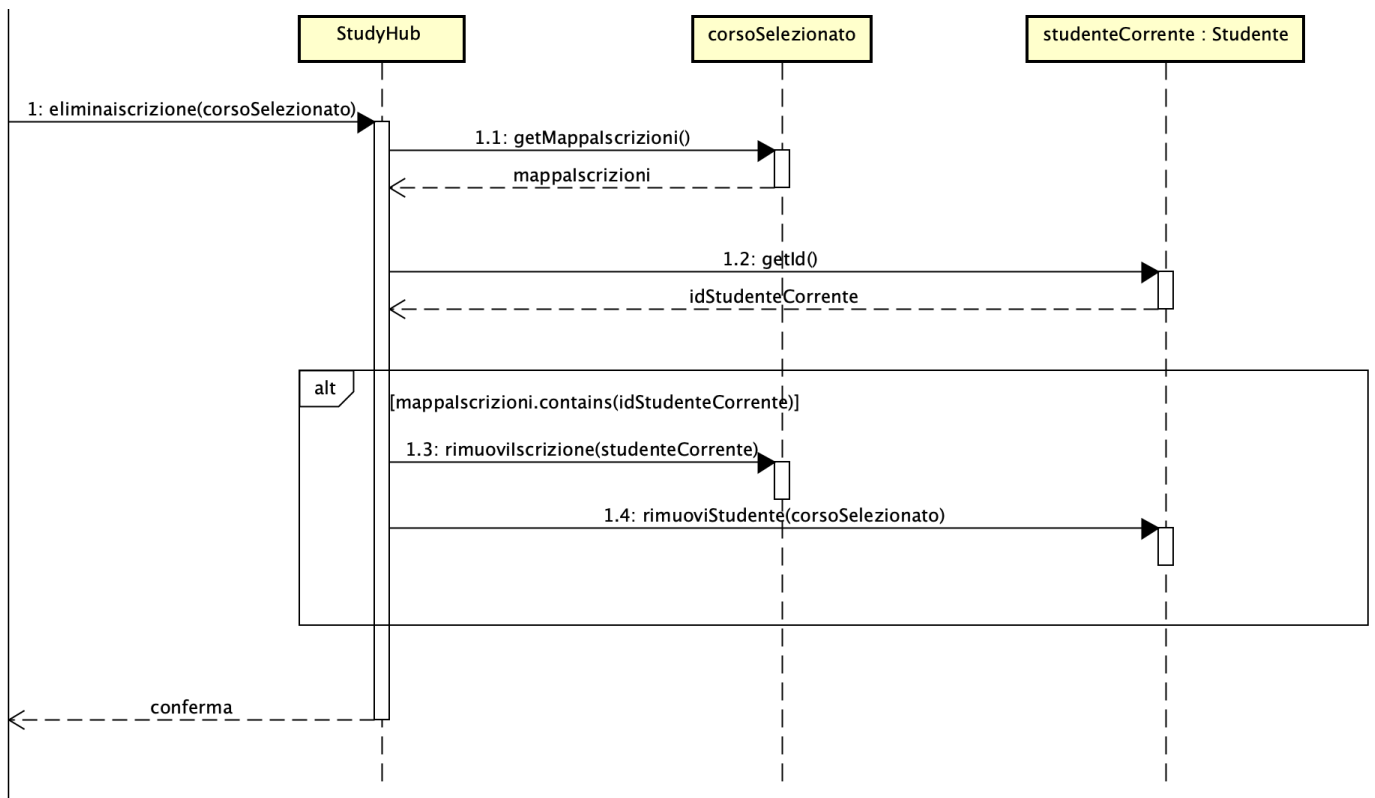 StudyHub
corsoSelezionato
studenteCorrente : Studente
1: eliminaiscrizione(corsoSelezionato)
1.1: getMappaIscrizioni()
mappaIscrizioni
1.2: getId()
idStudenteCorrente
alt
[mappaIscrizioni.contains(idStudenteCorrente)]
1.3: rimuoviIscrizione(studenteCorrente)
1.4: rimuoviStudente(corsoSelezionato)
conferma